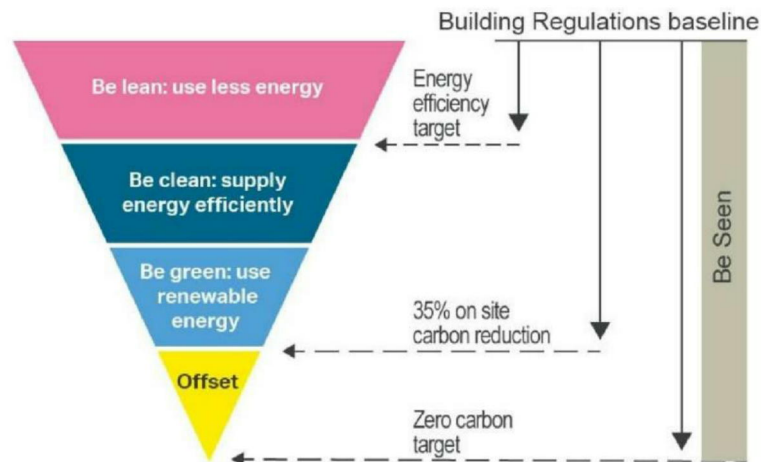 Building Regulations baseline
Be lean: use less energy
Energy
efficiency
target
Be clean: supply
energy efficiently
Be green: use
renewable
energy
35% on site
carbon reduction
Offset
Zero carbon
target
Be Seen